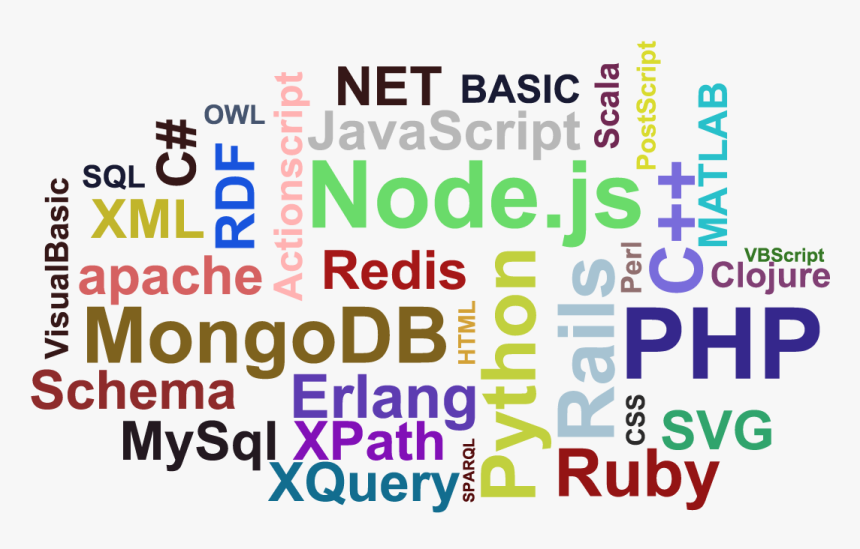 NET
BASIC
Scala
PostScript
OWL
JavaScript
Actionscript
MATLAB
C#
SQL
RDF
Node.js
C++
XML
VisualBasic
apache
Redis
Python
Rails
Perl
VBScript
Clojure
MongoDB
HTML
PHP
Schema
Erlang
CSS
SVG
MySql
XPath
SPARQL
XQuery
Ruby